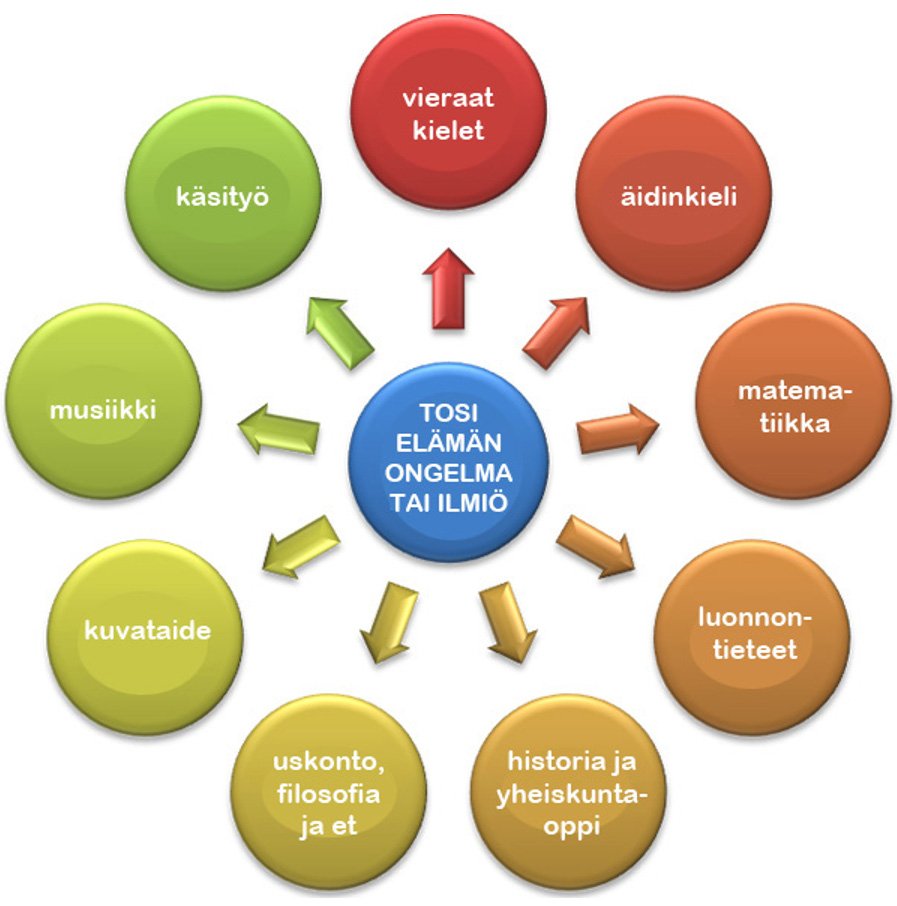 vieraat
kielet
äidinkieli
matema-
tiikka
luonnon-
tieteet
historia ja
yheiskunta-
oppi
uskonto,
filosofia
ja et
kuvataide
musiikki
käsityö
TOSI
ELÄMÄN
ONGELMA
TAI ILMIÖ